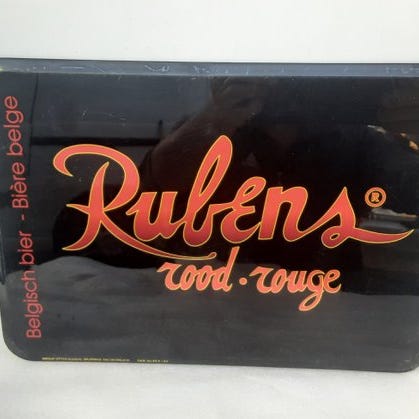 Belgisch bier - Bière belge
Rubens ®
rood · rouge